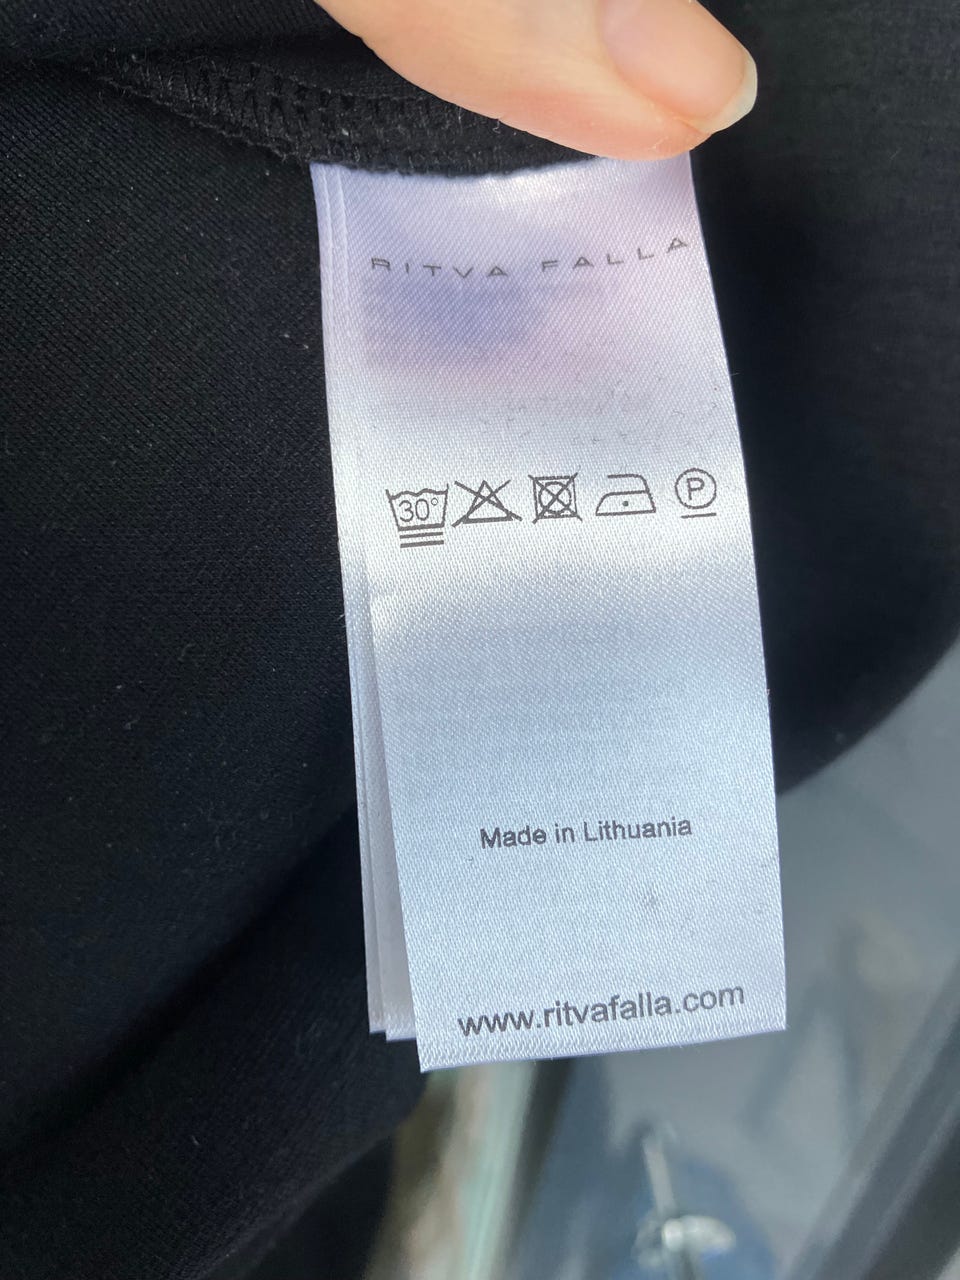 RITVA FALLA
30°
P
Made in Lithuania
www.ritvafalla.com